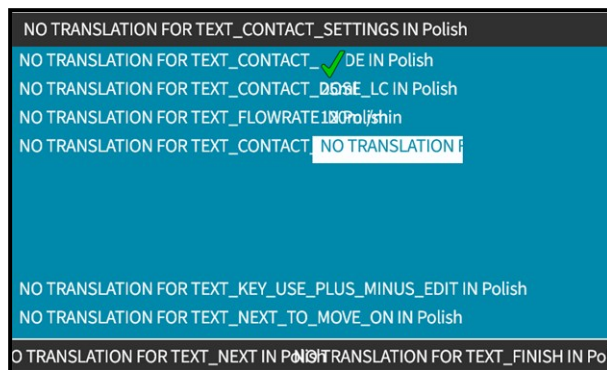 NO TRANSLATION FOR TEXT_CONTACT_SETTINGS IN Polish
NO TRANSLATION FOR TEXT_CONTACT_ DE IN Polish
NO TRANSLATION FOR TEXT_CONTACT_ _LC IN Polish
NO TRANSLATION FOR TEXT_FLOWRATE
NO TRANSLATION FOR TEXT_CONTACT_ NO TRANSLATION F
NO TRANSLATION FOR TEXT_KEY_USE_PLUS_MINUS_EDIT IN Polish
NO TRANSLATION FOR TEXT_NEXT_TO_MOVE_ON IN Polish
O TRANSLATION FOR TEXT_NEXT IN TRANSLATION FOR TEXT_FINISH IN Po